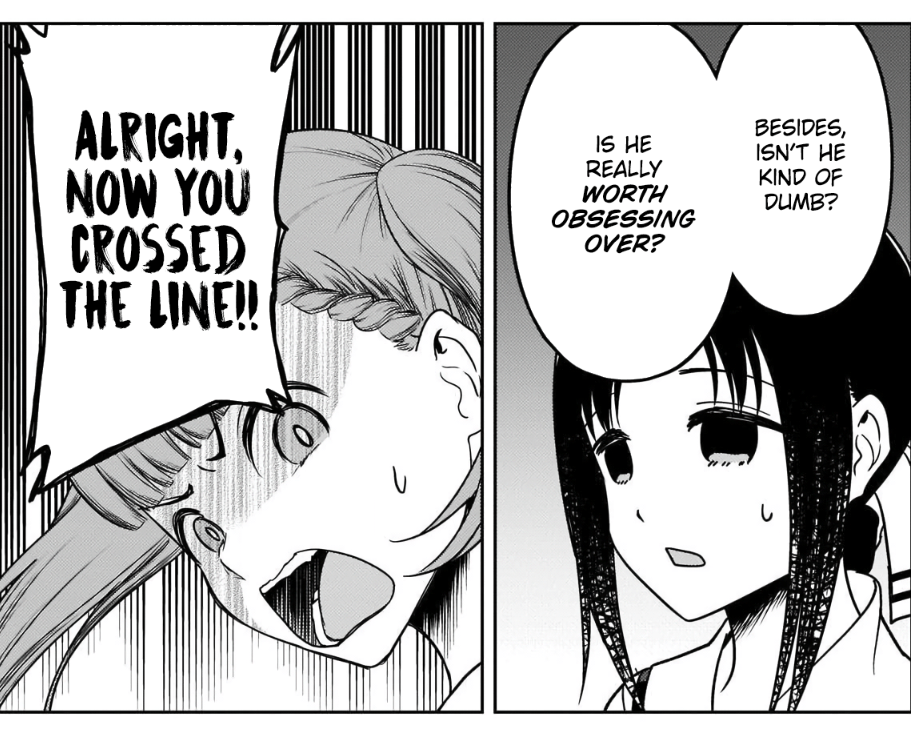 BESIDES,
ISN'T HE
KIND OF
DUMB?
IS HE
REALLY
WORTH
OBSESSING
OVER?
ALRIGHT,
NOW YOU
CROSSED
THE LINE!!